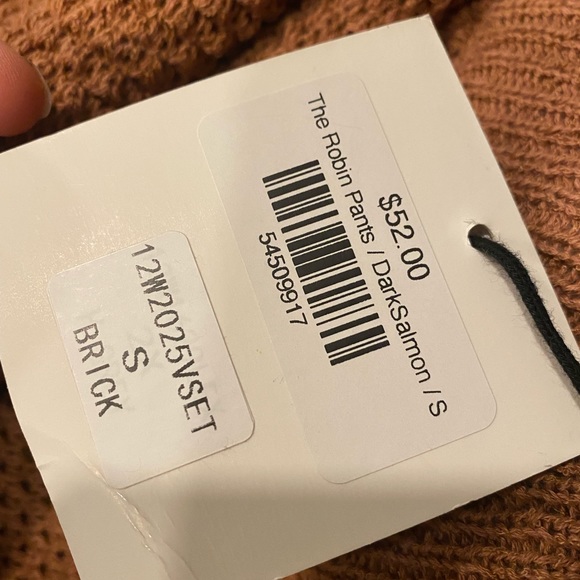 The Robin Pants / DarkSalmon / S
$52.00
54509917
12W2025VSET
S
BRICK